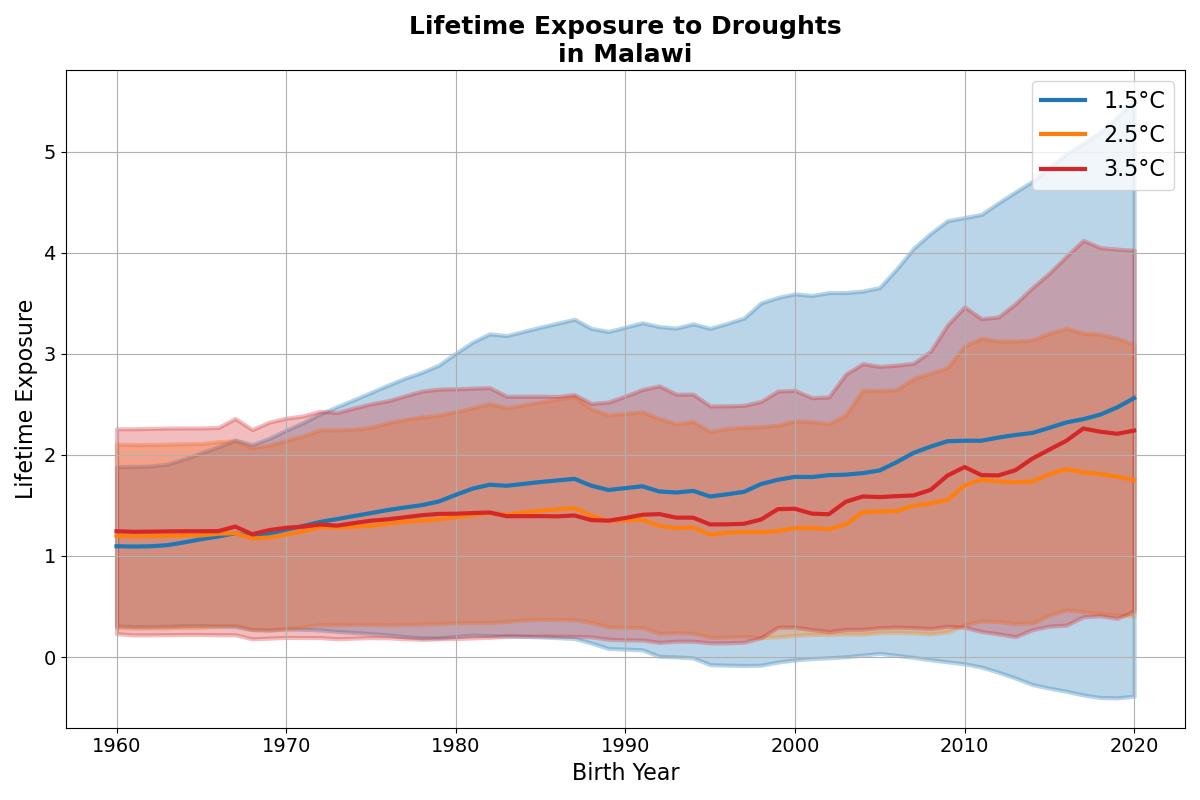 Lifetime Exposure to Droughts
in Malawi
1.5°C
2.5°C
3.5°C
Lifetime Exposure
5
4
3
2
1
0
1960 1970 1980 1990 2000 2010 2020
Birth Year